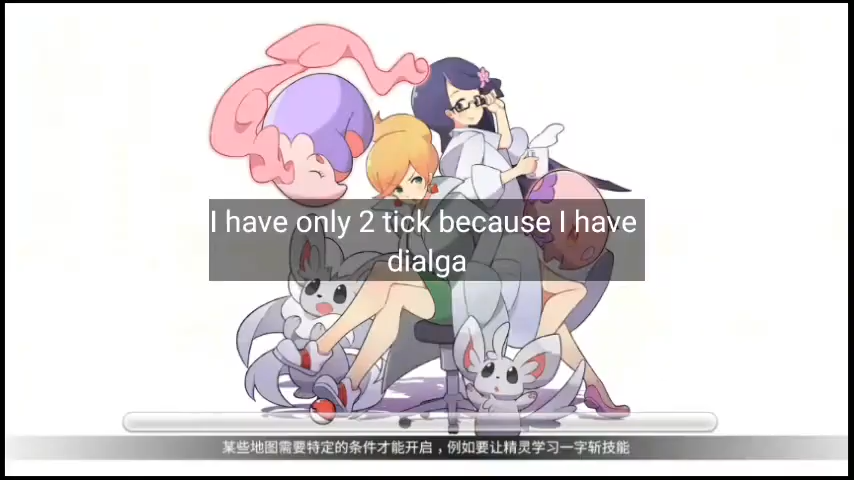 I have only 2 tick because I have
dialga
某些地图需要特定的条件才能开启，例如要让精灵学习一字斩技能